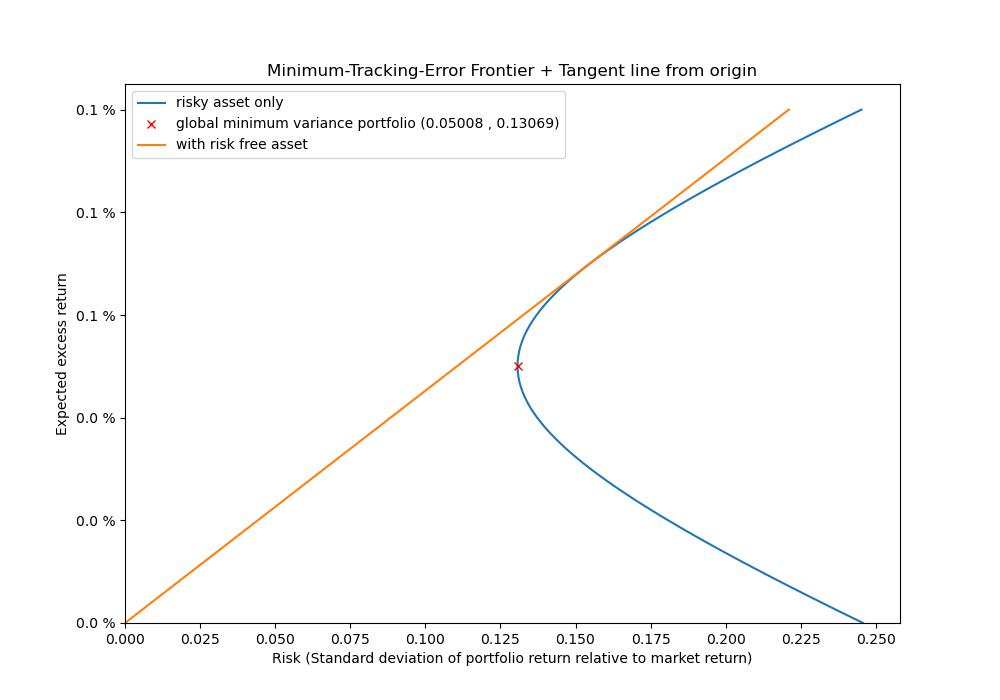 Minimum-Tracking-Error Frontier + Tangent line from origin
risky asset only
global minimum variance portfolio (0.05008 , 0.13069)
with risk free asset
Expected excess return
0.1 %
0.1 %
0.1 %
0.0 %
0.0 %
0.0 %
0.000 0.025 0.050 0.075 0.100 0.125 0.150 0.175 0.200 0.225 0.250
Risk (Standard deviation of portfolio return relative to market return)